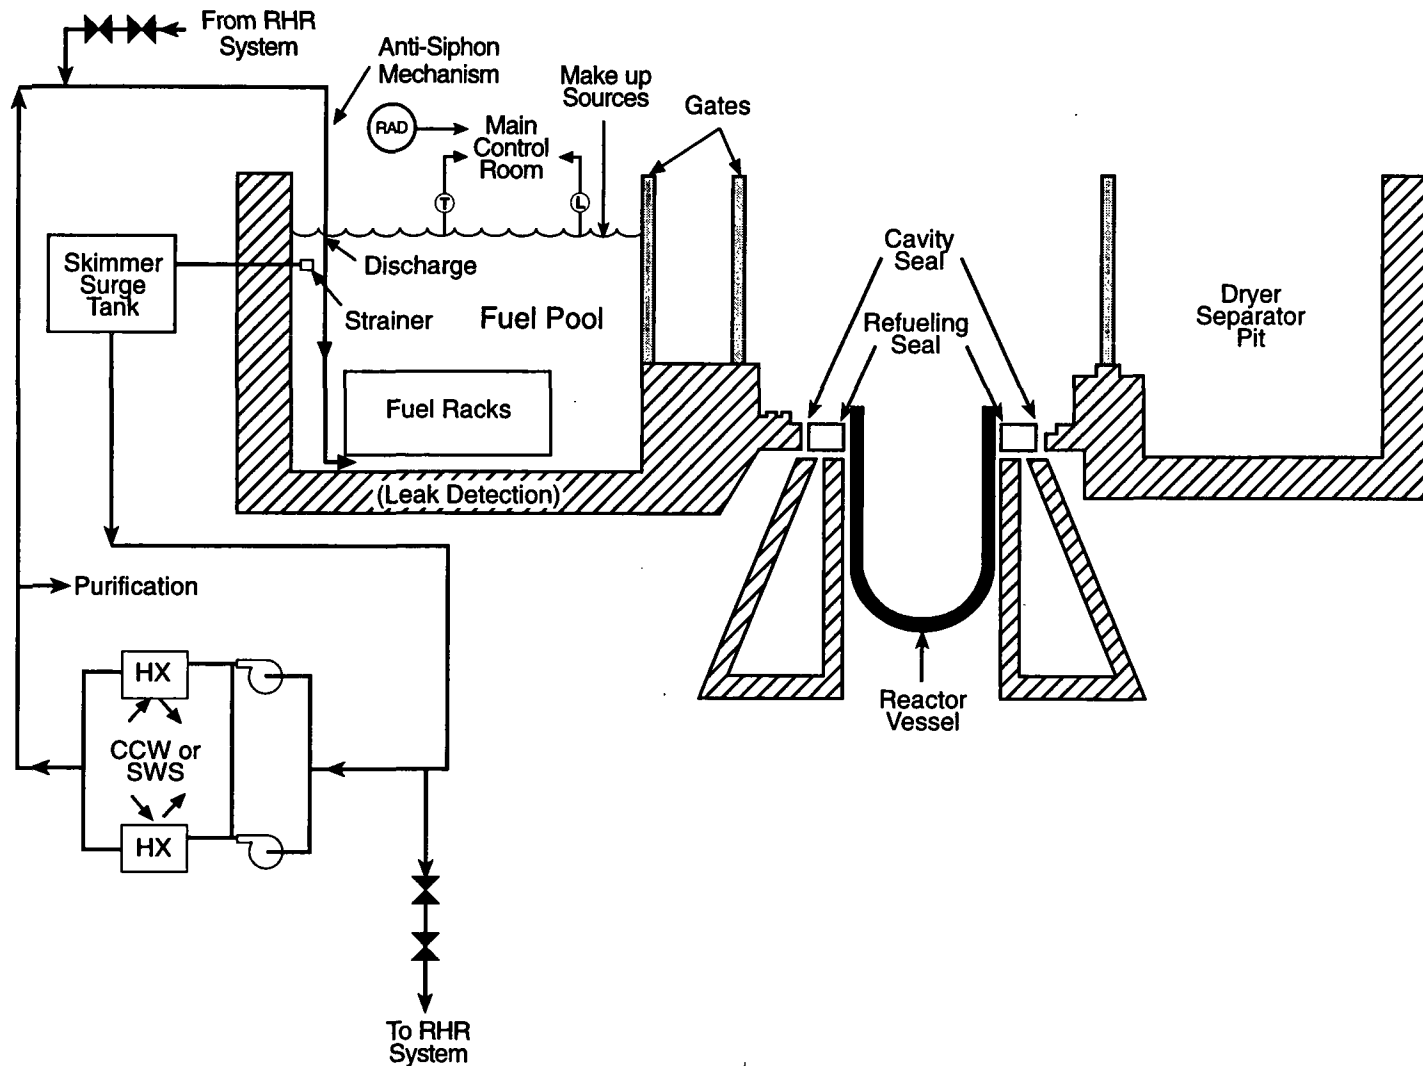 From RHR
System
Anti-Siphon
Mechanism
Make up
Sources
Gates
RAD
Main
Control
Room
T
L
Skimmer
Surge
Tank
Discharge
Strainer
Fuel Pool
Cavity
Seal
Refueling
Seal
Dryer
Separator
Pit
Fuel Racks
(Leak Detection)
Purification
HX
CCW or
SWS
HX
Reactor
Vessel
To RHR
System